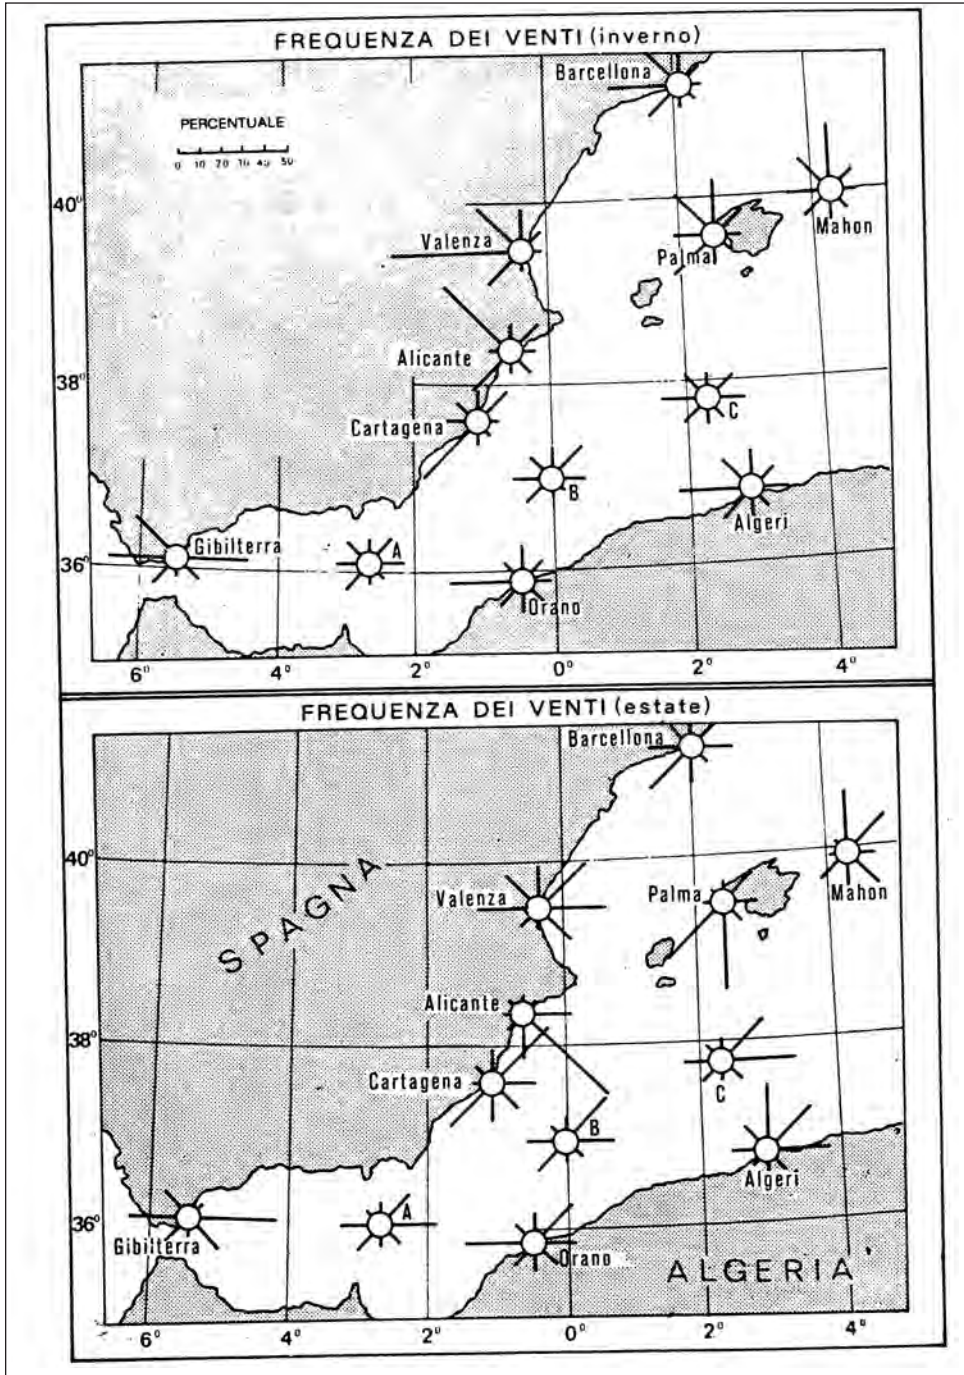 FREQUENZA DEI VENTI (inverno)
Barcellona
PERCENTUALE
0 10 20 30 40 50
40°
Valenza
Palma
Mahon
Alicante
38°
Cartagena
C
B
Algeri
Gibilterra
A
36°
Orano
6° 4° 2° 0° 2° 4°
FREQUENZA DEI VENTI (estate)
Barcellona
40°
SPAGNA
Valenza
Palma
Mahon
Alicante
38°
Cartagena
C
B
Algeri
A
36°
Gibilterra
Orano
ALGERIA
6° 4° 2° 0° 2° 4°